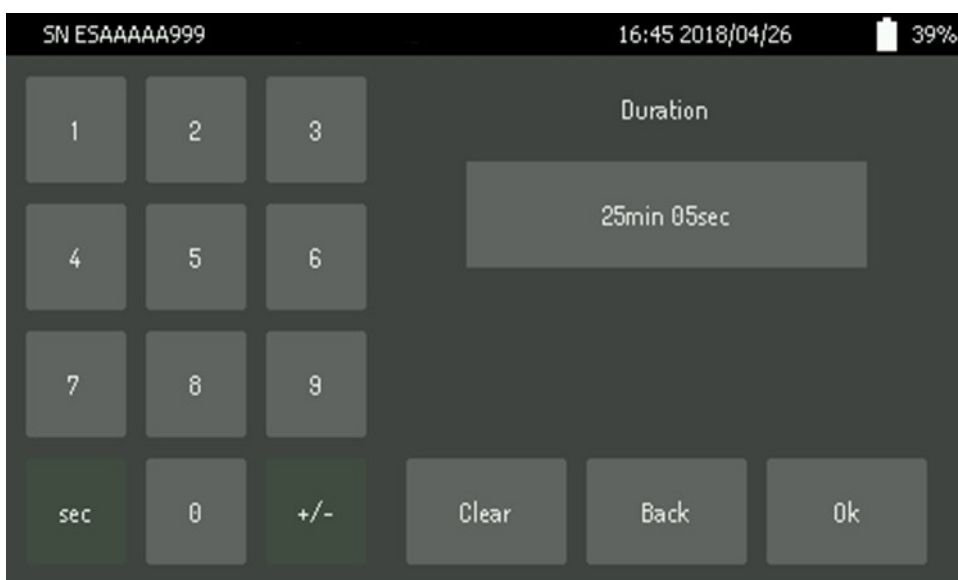 SN ESAAAAA999 16:45 2018/04/26 39%
Duration
25min 05sec
1 2 3
4 5 6
7 8 9
sec 0 +/- Clear Back Ok